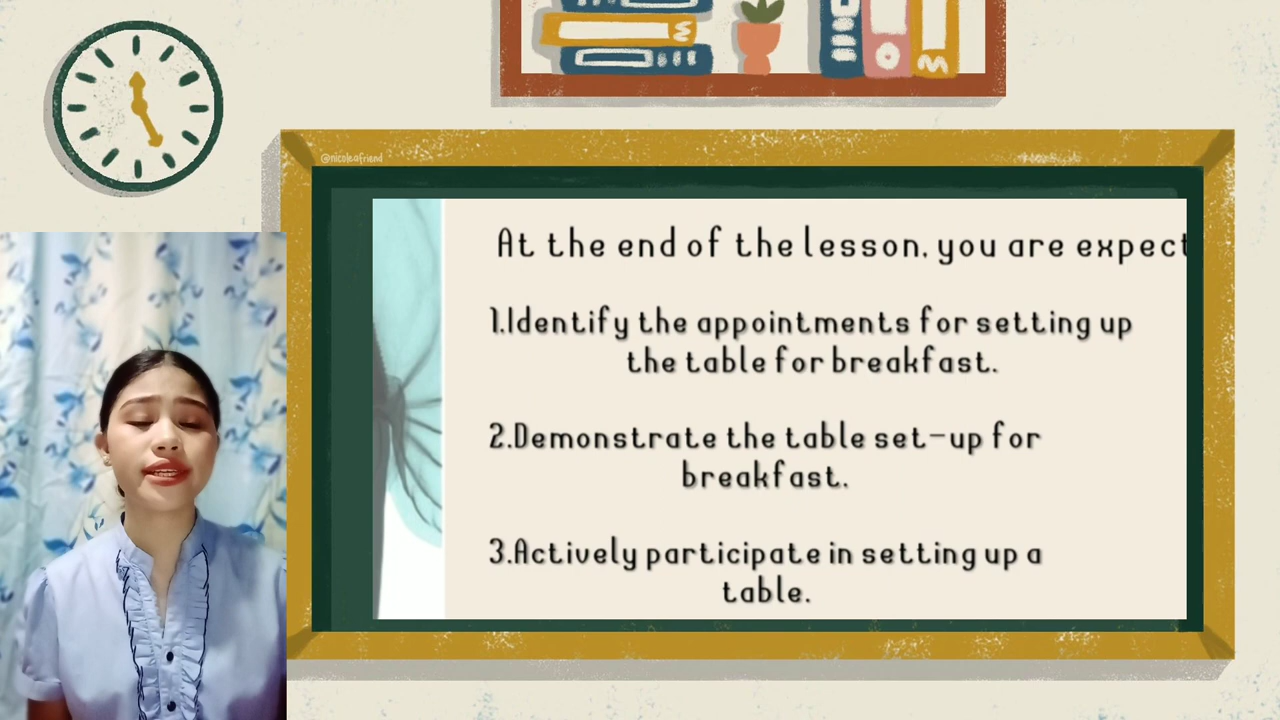 @nicoleafriend
At the end of the lesson, you are expect
1.Identify the appointments for setting up
the table for breakfast.
2.Demonstrate the table set-up for
breakfast.
3.Actively participate in setting up a
table.